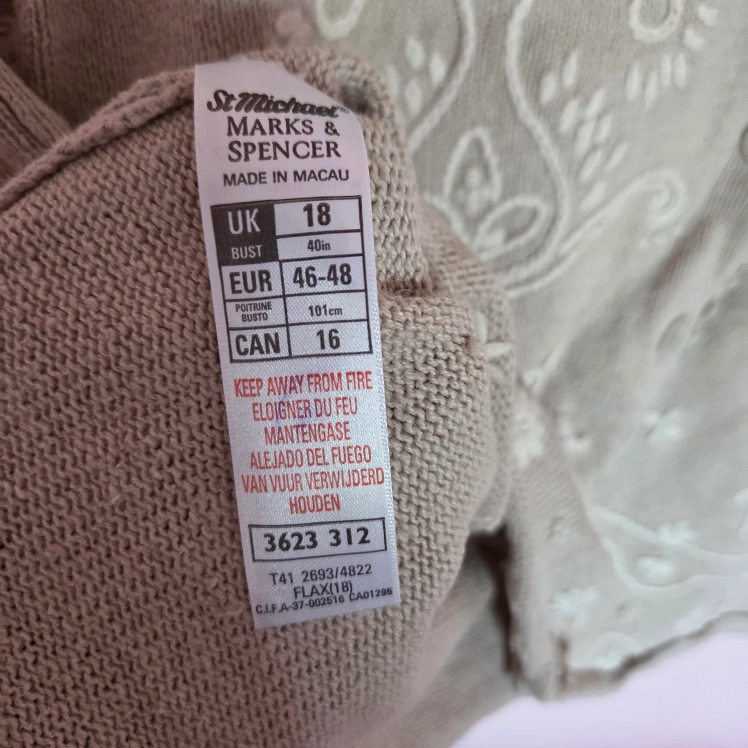 St Michael®
MARKS &
SPENCER
MADE IN MACAU
UK 18
BUST 40in
EUR 46-48
POITRINE
BUSTO 101cm
CAN 16
KEEP AWAY FROM FIRE
ELOIGNER DU FEU
MANTENGASE
ALEJADO DEL FUEGO
VAN VUUR VERWIJDERD
HOUDEN
3623 312
T41 2693/4822
FLAX(18)
C.I.F.A-37-002516 CA01295